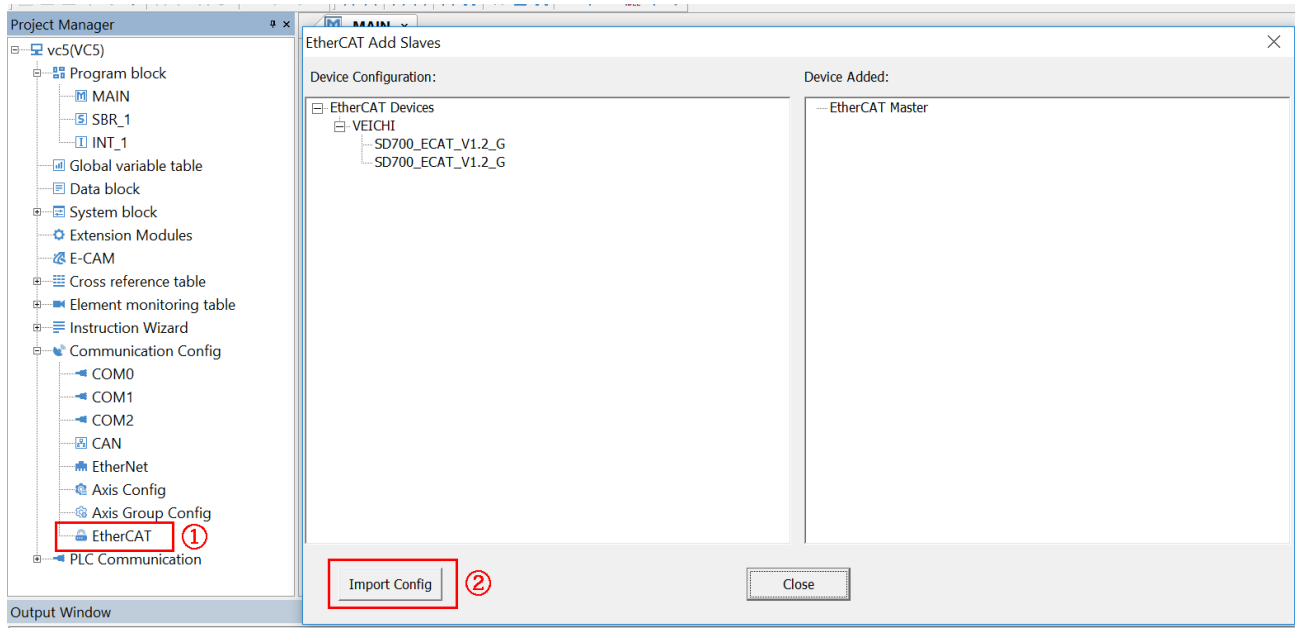 Project Manager
MAIN
vc5(VC5)
Program block
MAIN
SBR_1
INT_1
Global variable table
Data block
System block
Extension Modules
E-CAM
Cross reference table
Element monitoring table
Instruction Wizard
Communication Config
COM0
COM1
COM2
CAN
EtherNet
Axis Config
Axis Group Config
EtherCAT ①
PLC Communication
Output Window
EtherCAT Add Slaves
Device Configuration:
EtherCAT Devices
VEICHI
SD700_ECAT_V1.2_G
SD700_ECAT_V1.2_G
Device Added:
EtherCAT Master
Import Config ②
Close